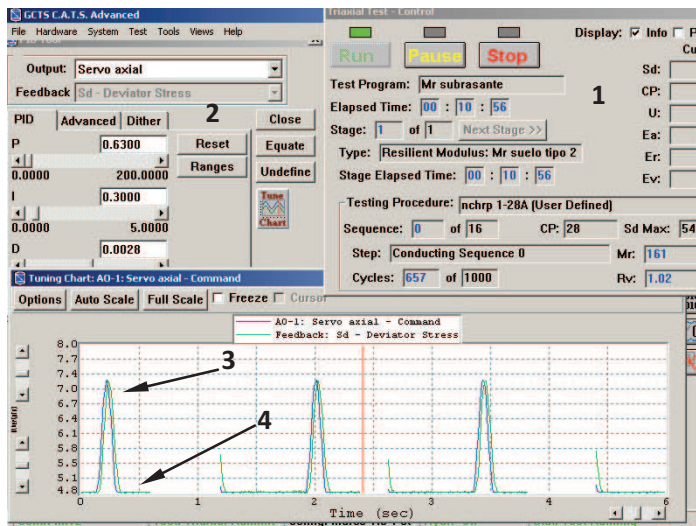 GCTS C.A.T.S. Advanced
File Hardware System Test Tools Views Help
Output: Servo axial
Feedback Sd - Deviator Stress
2
PID Advanced Dither
Close
P 0.6300 Reset Equate
0.0000 200.0000 Ranges Undefine
I 0.3000
0.0000 5.0000
Tune Chart
D 0.0028
Triaxial Test - Control
Display: Info P
Run Pause Stop
Cu
Test Program: Mr subrasante
1
Sd:
CP:
U:
Ea:
Er:
Ev:
Elapsed Time: 00 : 10 : 56
Stage: 1 of 1 Next Stage >>
Type: Resilient Modulus: Mr suelo tipo 2
Stage Elapsed Time: 00 : 10 : 56
Testing Procedure: nchrp 1-28A (User Defined)
Sequence: 0 of 16 CP: 28 Sd Max: 54
Step: Conducting Sequence 0 Mr: 161
Cycles: 657 of 1000 Rv: 1.02
Tuning Chart: AO-1: Servo axial - Command
Options Auto Scale Full Scale Freeze Cursor
AO-1: Servo axial - Command
Feedback: Sd - Deviator Stress
8.0
7.7
7.4
7.0
6.7
6.4
6.1
5.8
5.5
5.1
4.8
3
4
0 1 2 3 4 5 6
Time (sec)